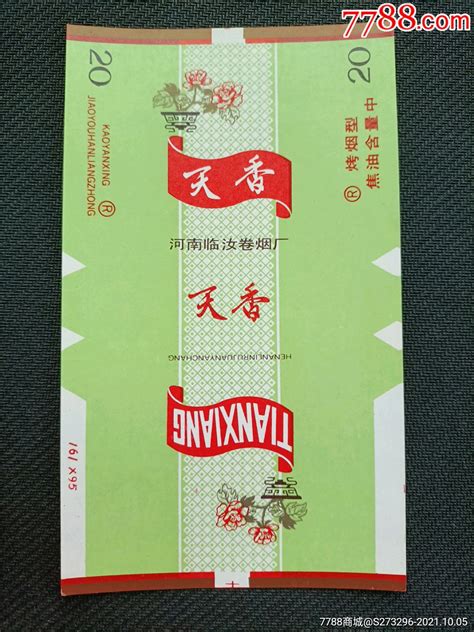 7788.com
20
20
KAOYANXING
JIAOYOUHANLIANGZHONG
R
烤烟型
焦油含量中
R
天香
河南临汝卷烟厂
天香
HENANLINRUJUANYANCHANG
TIANXIANG
161×95
7788商城@S273296-2021.10.05